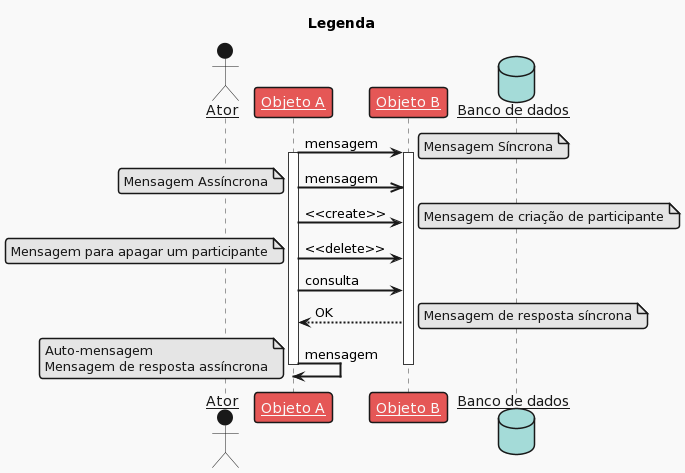 Legenda
Ator
Objeto A
Objeto B
Banco de dados
mensagem
Mensagem Síncrona
Mensagem Assíncrona
mensagem
<<create>>
Mensagem de criação de participante
Mensagem para apagar um participante
<<delete>>
consulta
OK
Mensagem de resposta síncrona
Auto-mensagem
Mensagem de resposta assíncrona
mensagem
Ator
Objeto A
Objeto B
Banco de dados